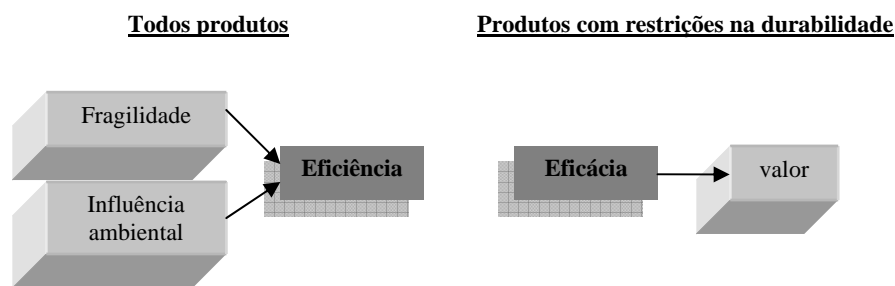 Todos produtos
Produtos com restrições na durabilidade
Fragilidade
Eficiência
Eficácia
valor
Influência
ambiental